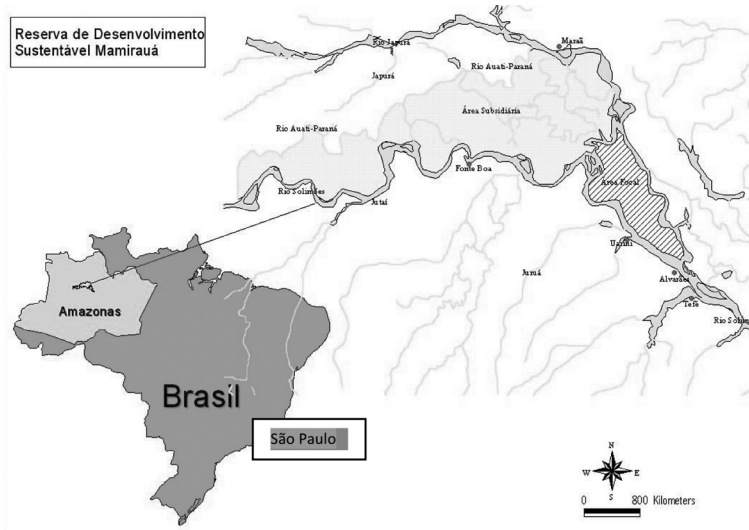 Reserva de Desenvolvimento
Sustentável Mamirauá
Rio Japurá
Maraã
Japurá
Rio Auati-Paraná
Área Subsidiária
Rio Auati-Paraná
Fonte Boa
Área Focal
Rio Solimões
Jutaí
Uarini
Juruá
Alvarães
Tefé
Amazonas
Brasil
São Paulo
N
W E
S
0 800 Kilometers